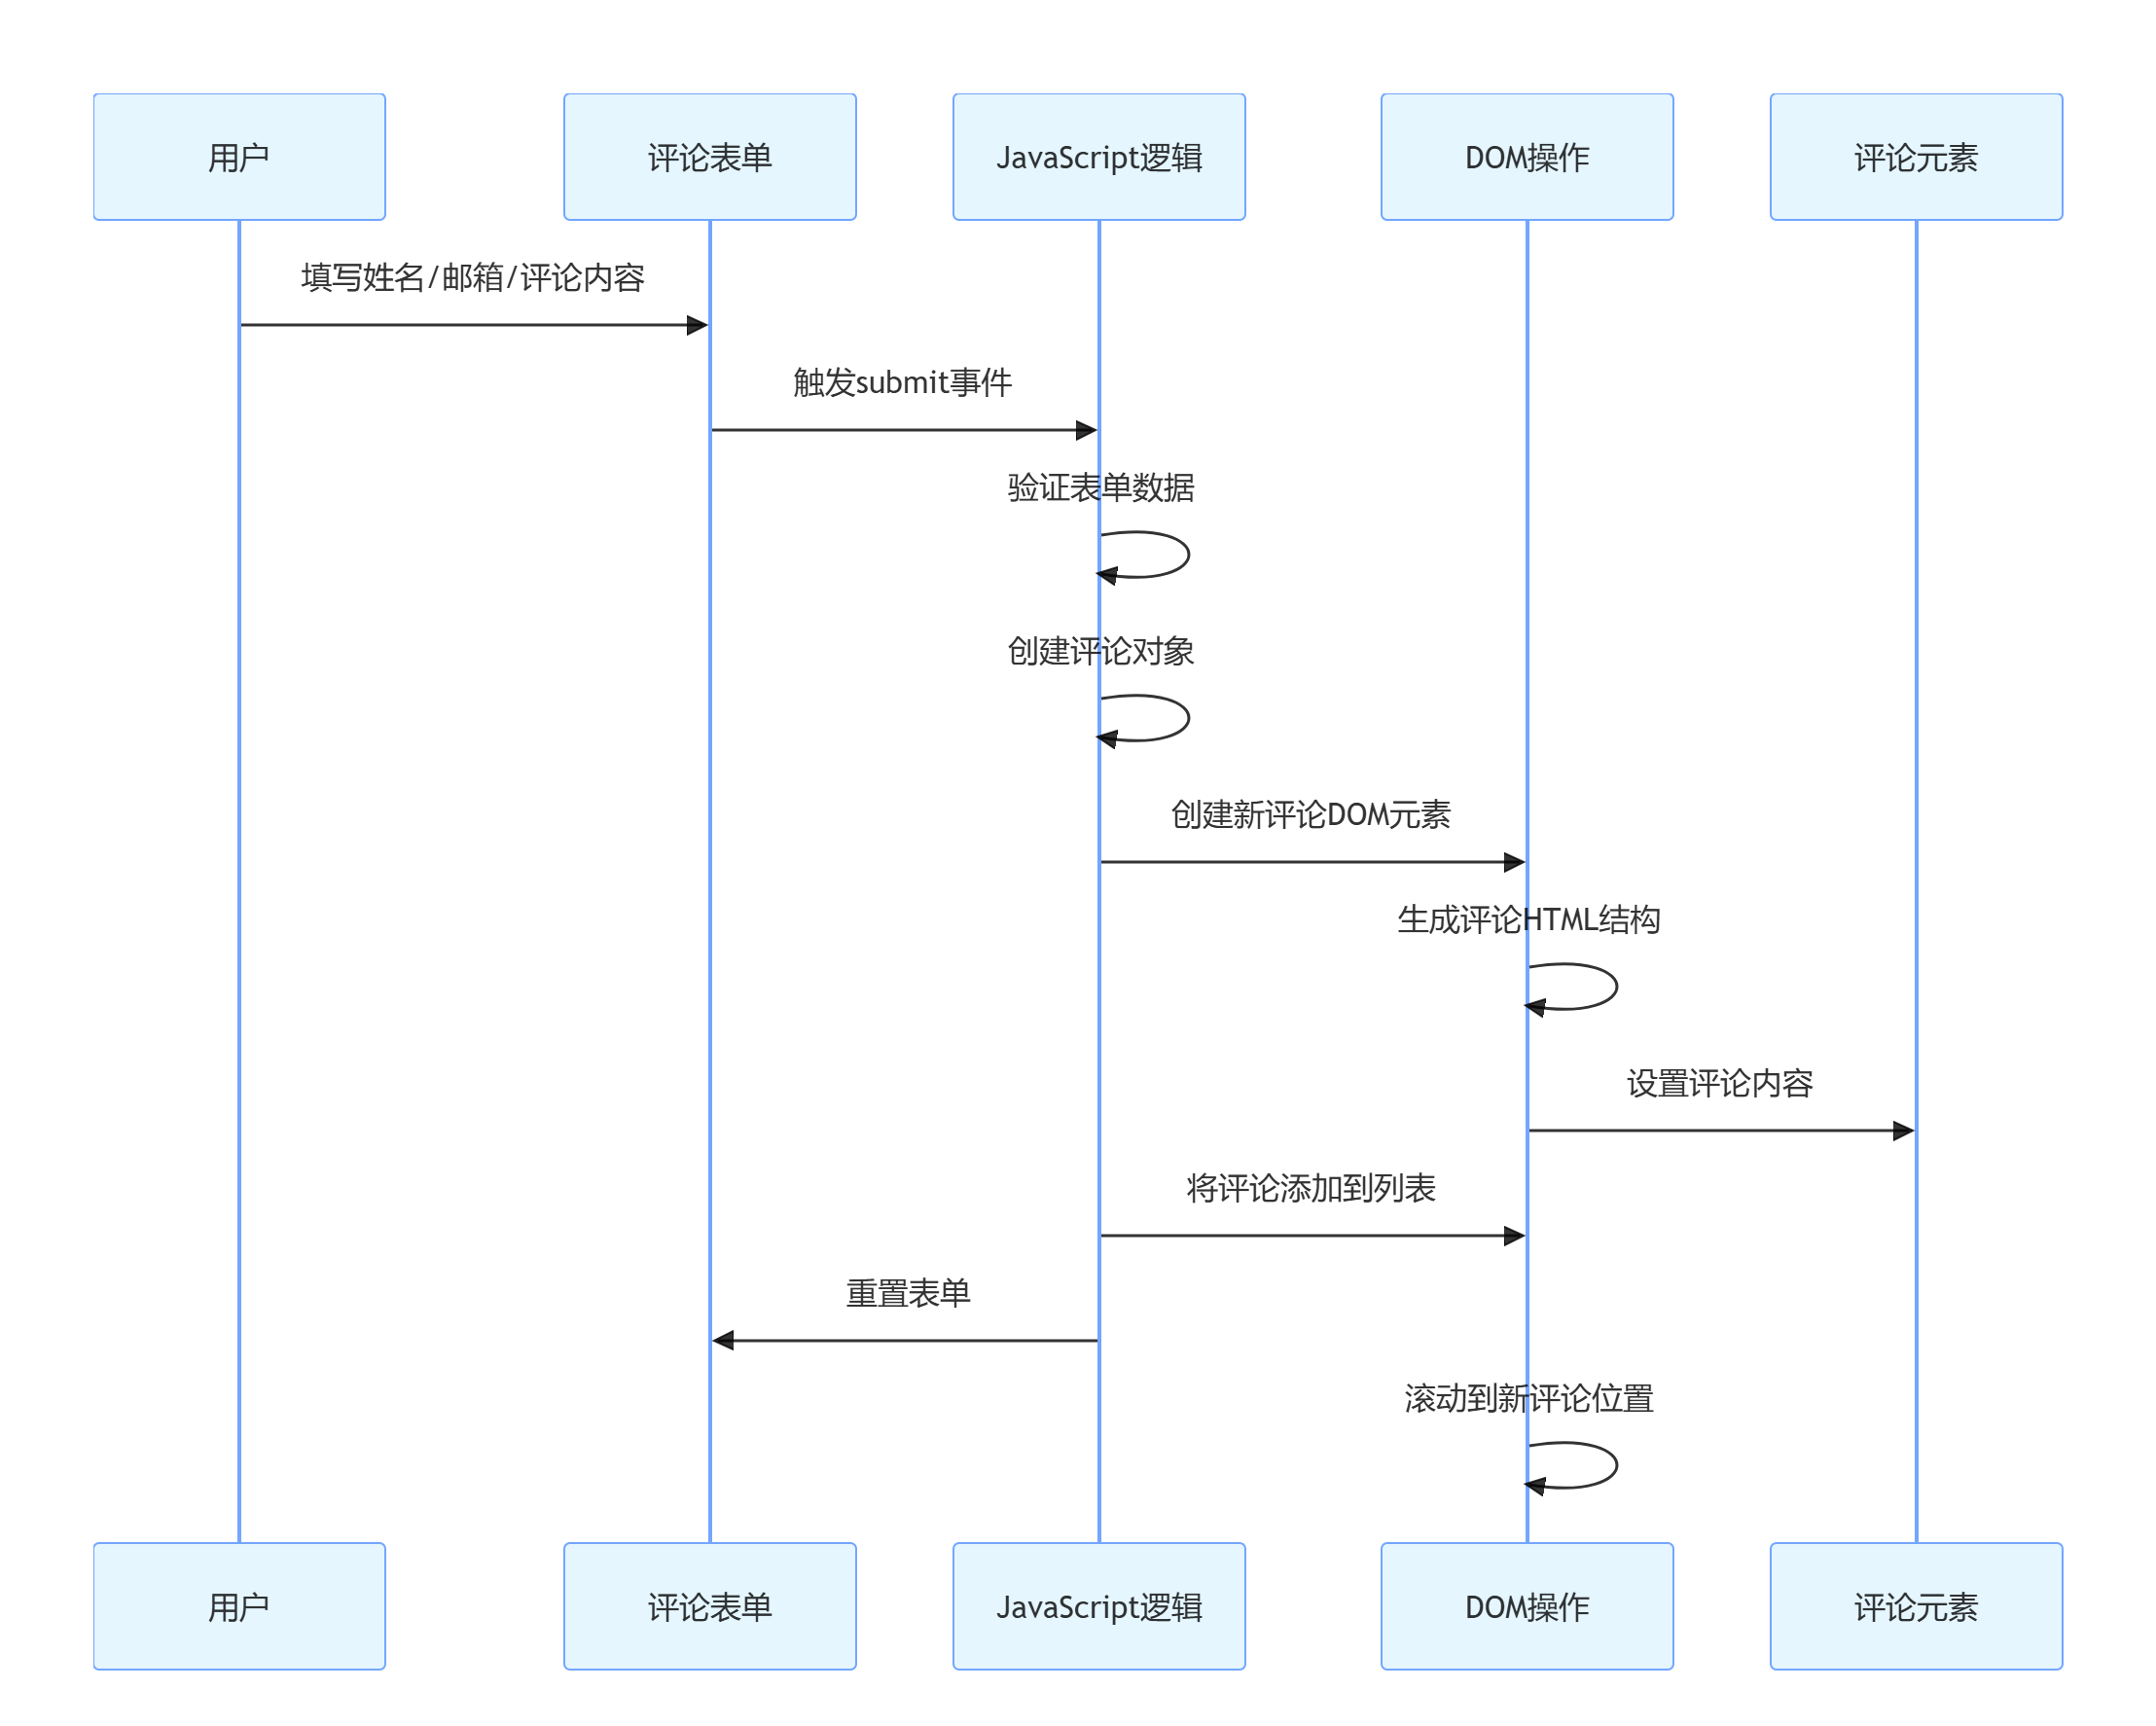 用户
评论表单
JavaScript逻辑
DOM操作
评论元素
填写姓名/邮箱/评论内容
触发submit事件
验证表单数据
创建评论对象
创建新评论DOM元素
生成评论HTML结构
设置评论内容
将评论添加到列表
重置表单
滚动到新评论位置
用户
评论表单
JavaScript逻辑
DOM操作
评论元素